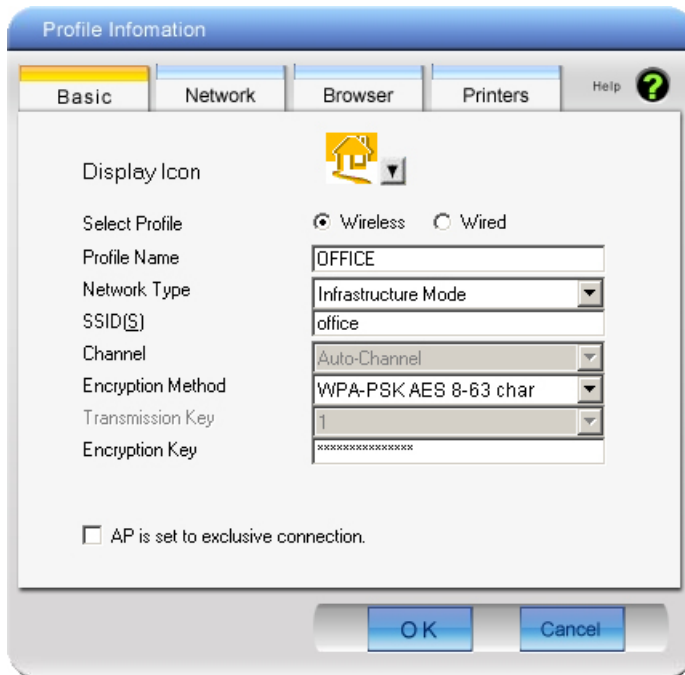 Profile Infomation
Basic Network Browser Printers Help ?
Display Icon
Select Profile Wireless Wired
Profile Name OFFICE
Network Type Infrastructure Mode
SSID(S) office
Channel Auto-Channel
Encryption Method WPA-PSK AES 8-63 char
Transmission Key 1
Encryption Key ***************
AP is set to exclusive connection.
OK Cancel